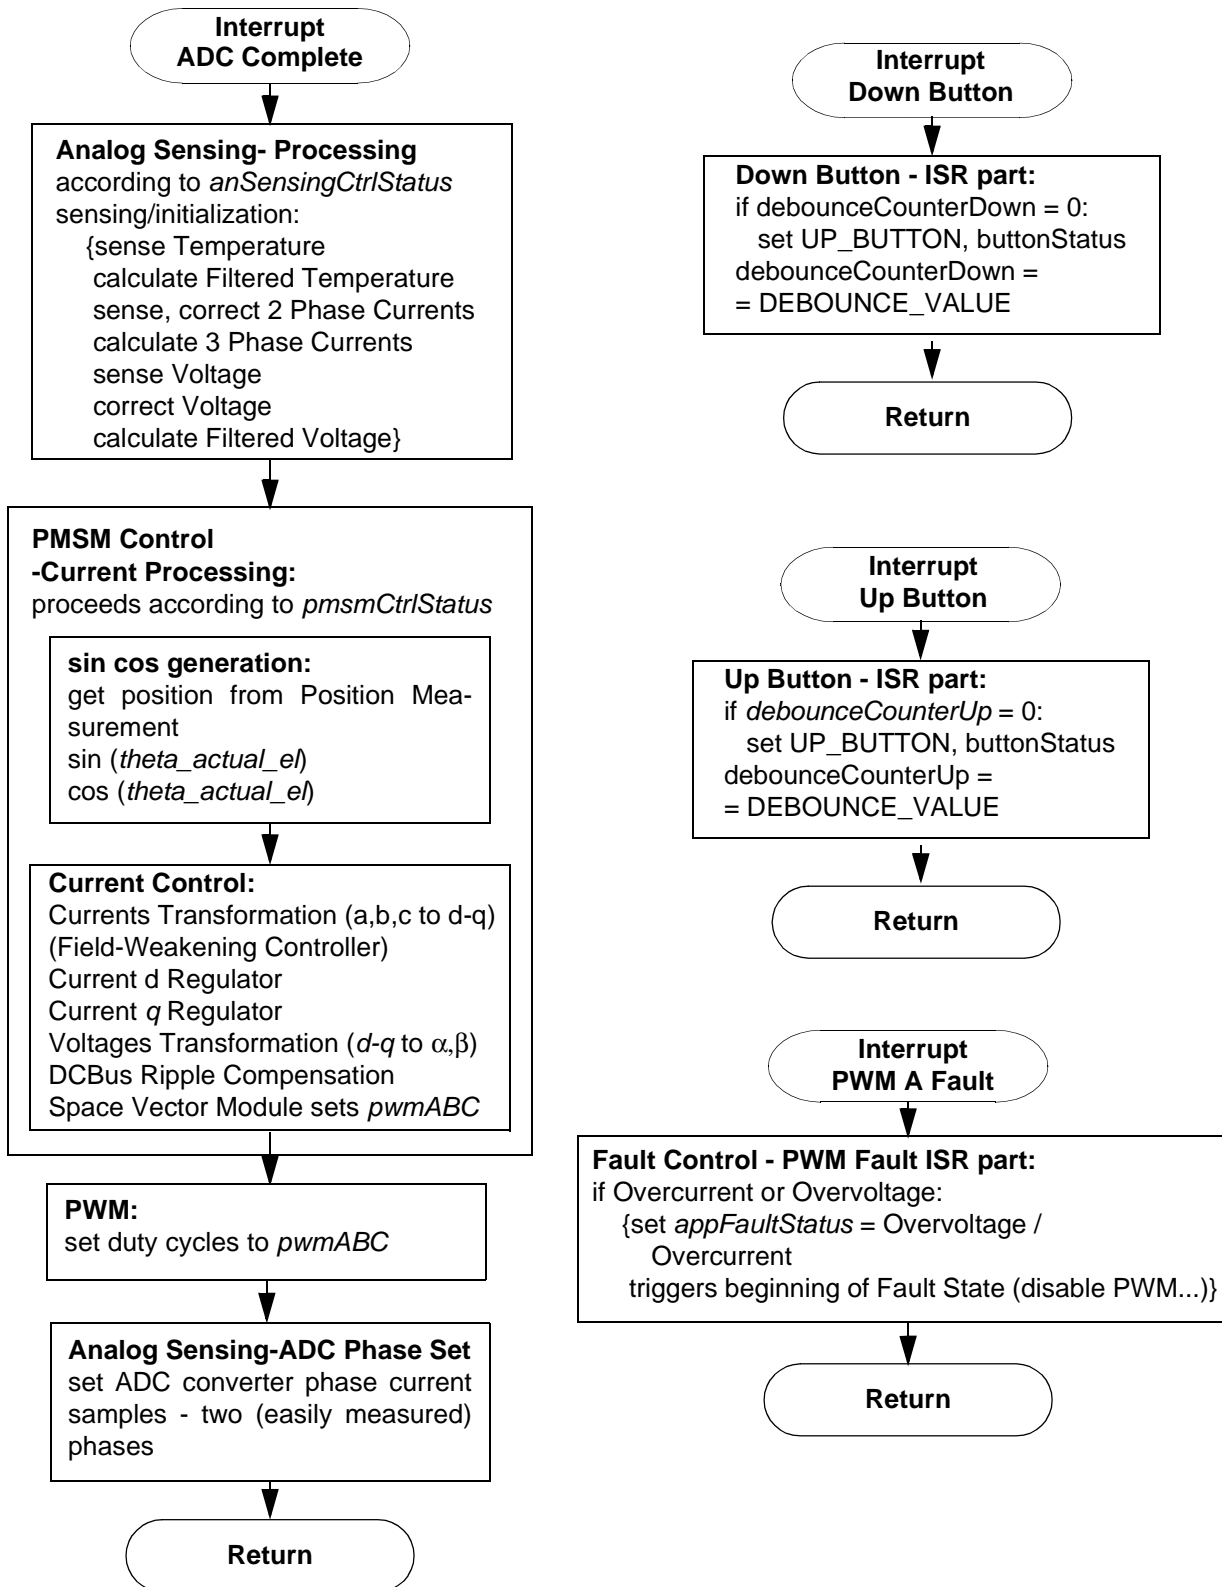 Interrupt
ADC Complete
Analog Sensing- Processing
according to anSensingCtrlStatus
sensing/initialization:
{sense Temperature
calculate Filtered Temperature
sense, correct 2 Phase Currents
calculate 3 Phase Currents
sense Voltage
correct Voltage
calculate Filtered Voltage}
PMSM Control
-Current Processing:
proceeds according to pmsmCtrlStatus
sin cos generation:
get position from Position Mea-
surement
sin (theta_actual_el)
cos (theta_actual_el)
Current Control:
Currents Transformation (a,b,c to d-q)
(Field-Weakening Controller)
Current d Regulator
Current q Regulator
Voltages Transformation (d-q to α,β)
DCBus Ripple Compensation
Space Vector Module sets pwmABC
PWM:
set duty cycles to pwmABC
Analog Sensing-ADC Phase Set
set ADC converter phase current
samples - two (easily measured)
phases
Return
Interrupt
Down Button
Down Button - ISR part:
if debounceCounterDown = 0:
set UP_BUTTON, buttonStatus
debounceCounterDown =
= DEBOUNCE_VALUE
Return
Interrupt
Up Button
Up Button - ISR part:
if debounceCounterUp = 0:
set UP_BUTTON, buttonStatus
debounceCounterUp =
= DEBOUNCE_VALUE
Return
Interrupt
PWM A Fault
Fault Control - PWM Fault ISR part:
if Overcurrent or Overvoltage:
{set appFaultStatus = Overvoltage /
Overcurrent
triggers beginning of Fault State (disable PWM...)}
Return